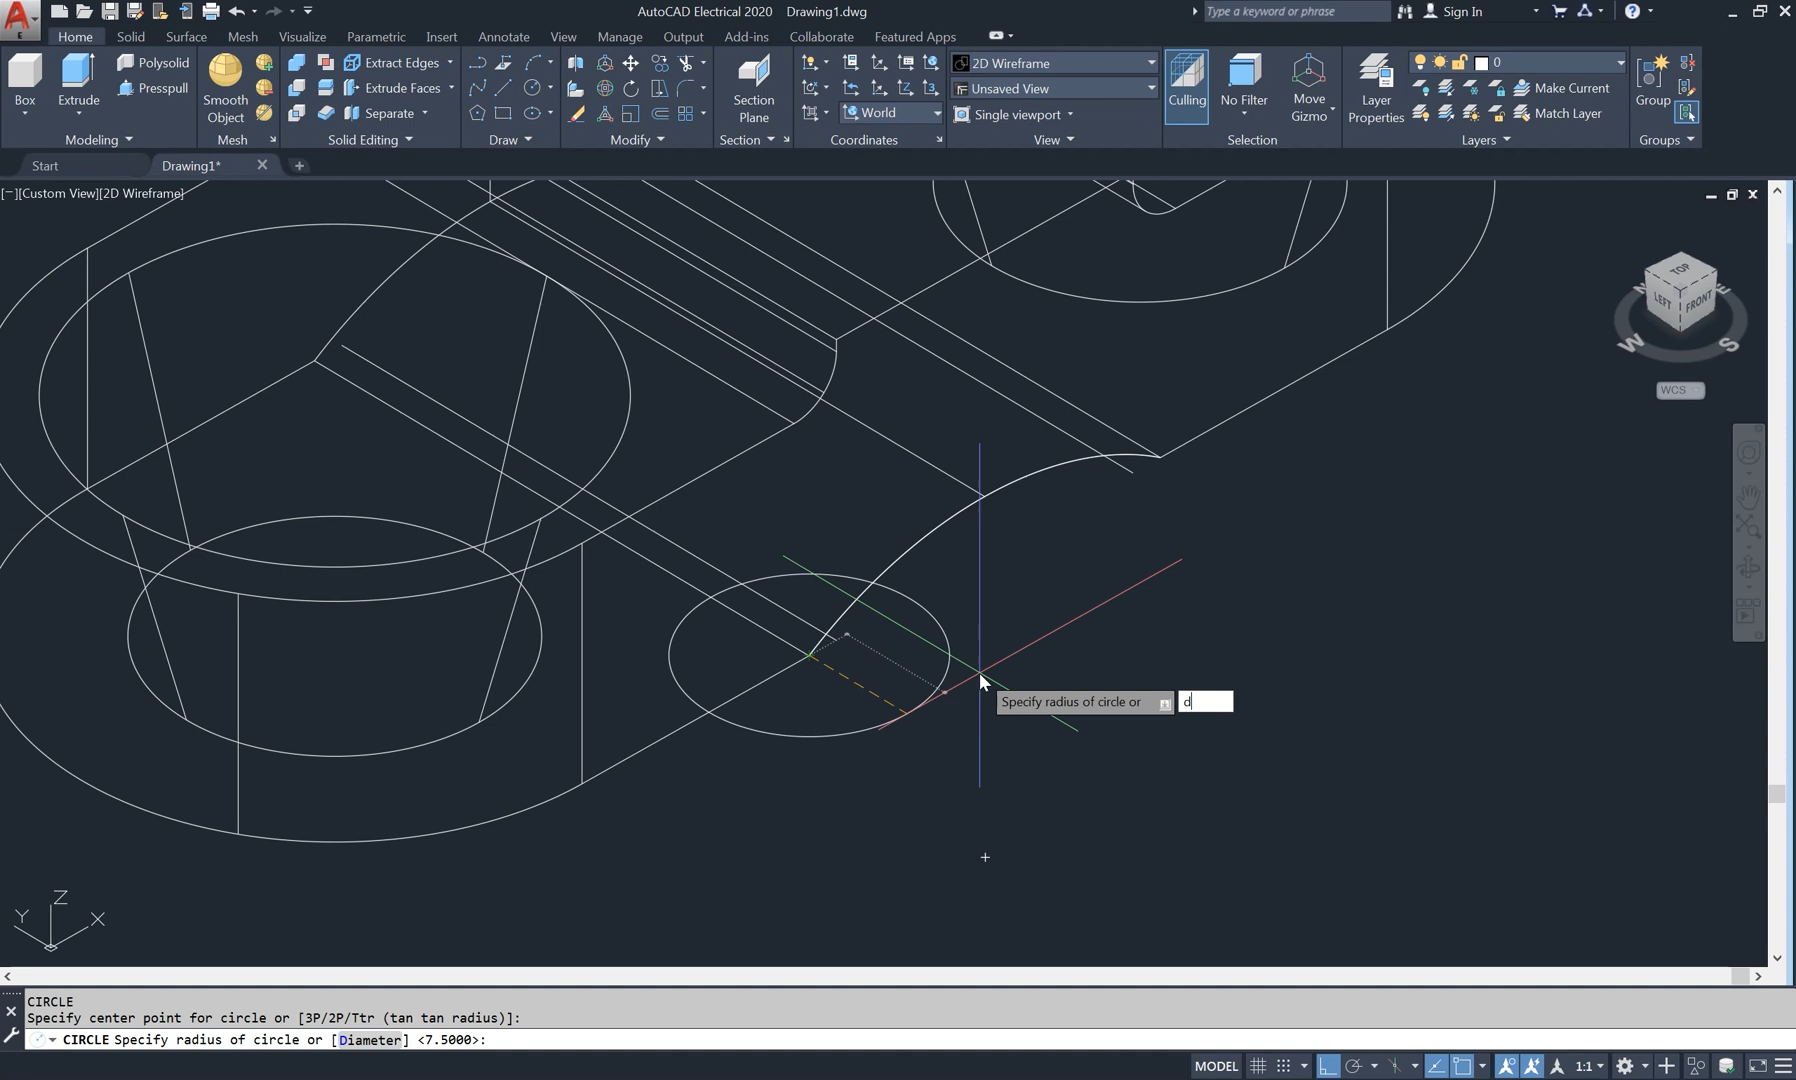 AutoCAD Electrical 2020 Drawing1.dwg
Type a keyword or phrase
Sign In
Home Solid Surface Mesh Visualize Parametric Insert Annotate View Manage Output Add-ins Collaborate Featured Apps
Box
Extrude
Polysolid
Presspull
Modeling
Smooth
Object
Mesh
Extract Edges
Extrude Faces
Separate
Solid Editing
Draw
Modify
Section
Plane
Section
World
Coordinates
2D Wireframe
Unsaved View
Single viewport
View
Culling
No Filter
Move
Gizmo
Selection
Layer
Properties
0
Make Current
Match Layer
Layers
Group
Groups
Start Drawing1*
[−][Custom View][2D Wireframe]
TOP
LEFT FRONT
N E
W S
WCS
Specify radius of circle or d
Z
Y X
CIRCLE
Specify center point for circle or [3P/2P/Ttr (tan tan radius)]:
CIRCLE Specify radius of circle or [Diameter] <7.5000>:
MODEL 1:1